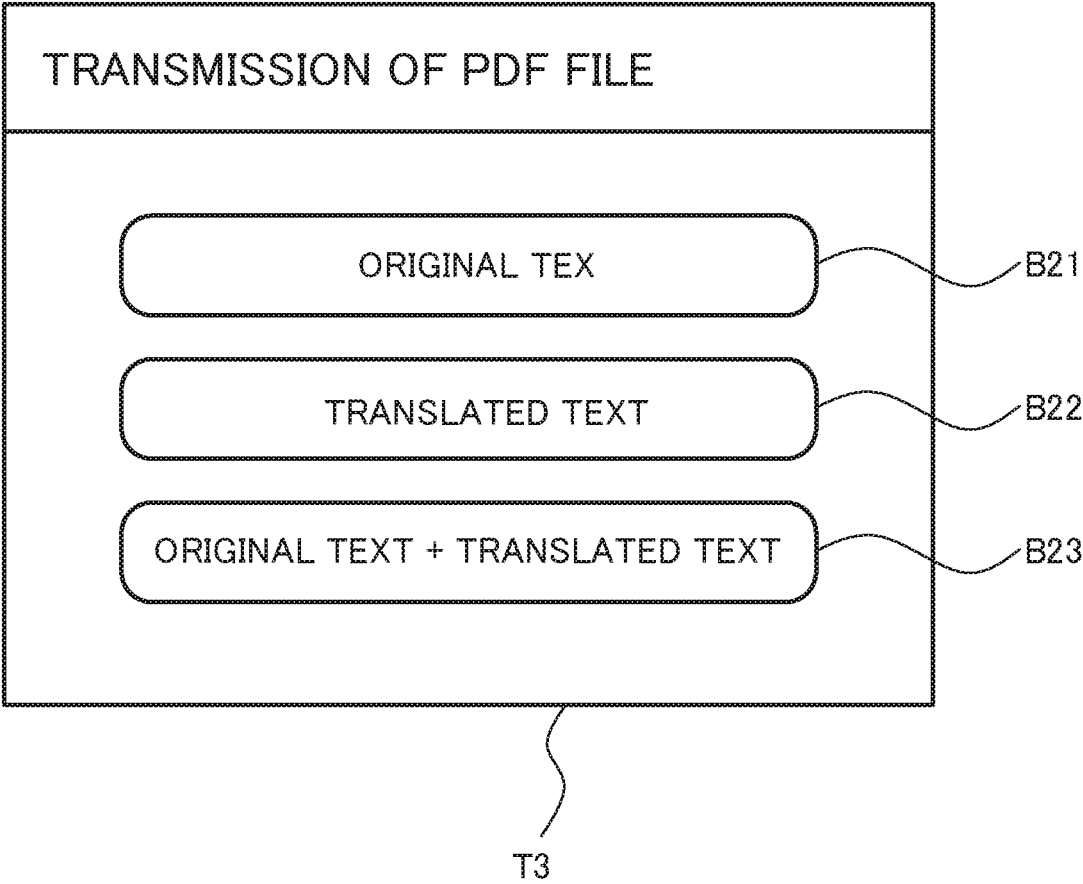 TRANSMISSION OF PDF FILE
ORIGINAL TEX
B21
TRANSLATED TEXT
B22
ORIGINAL TEXT + TRANSLATED TEXT
B23
T3